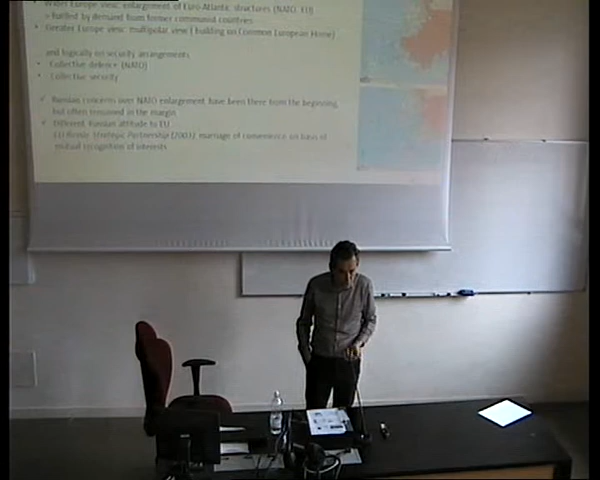 Wider Europe view: enlargement of Euro-Atlantic structures (NATO, EU)
- fuelled by demand from former communist countries
• Greater Europe view: multipolar view ( building on Common European Home)
and logically on security arrangements
• Collective defence (NATO)
• Collective security
✓ Russian concerns over NATO enlargement have been there from the beginning,
but often remained in the margin
✓ Different Russian attitude to EU
EU-Russia Strategic Partnership (2003): marriage of convenience on basis of
mutual recognition of interests